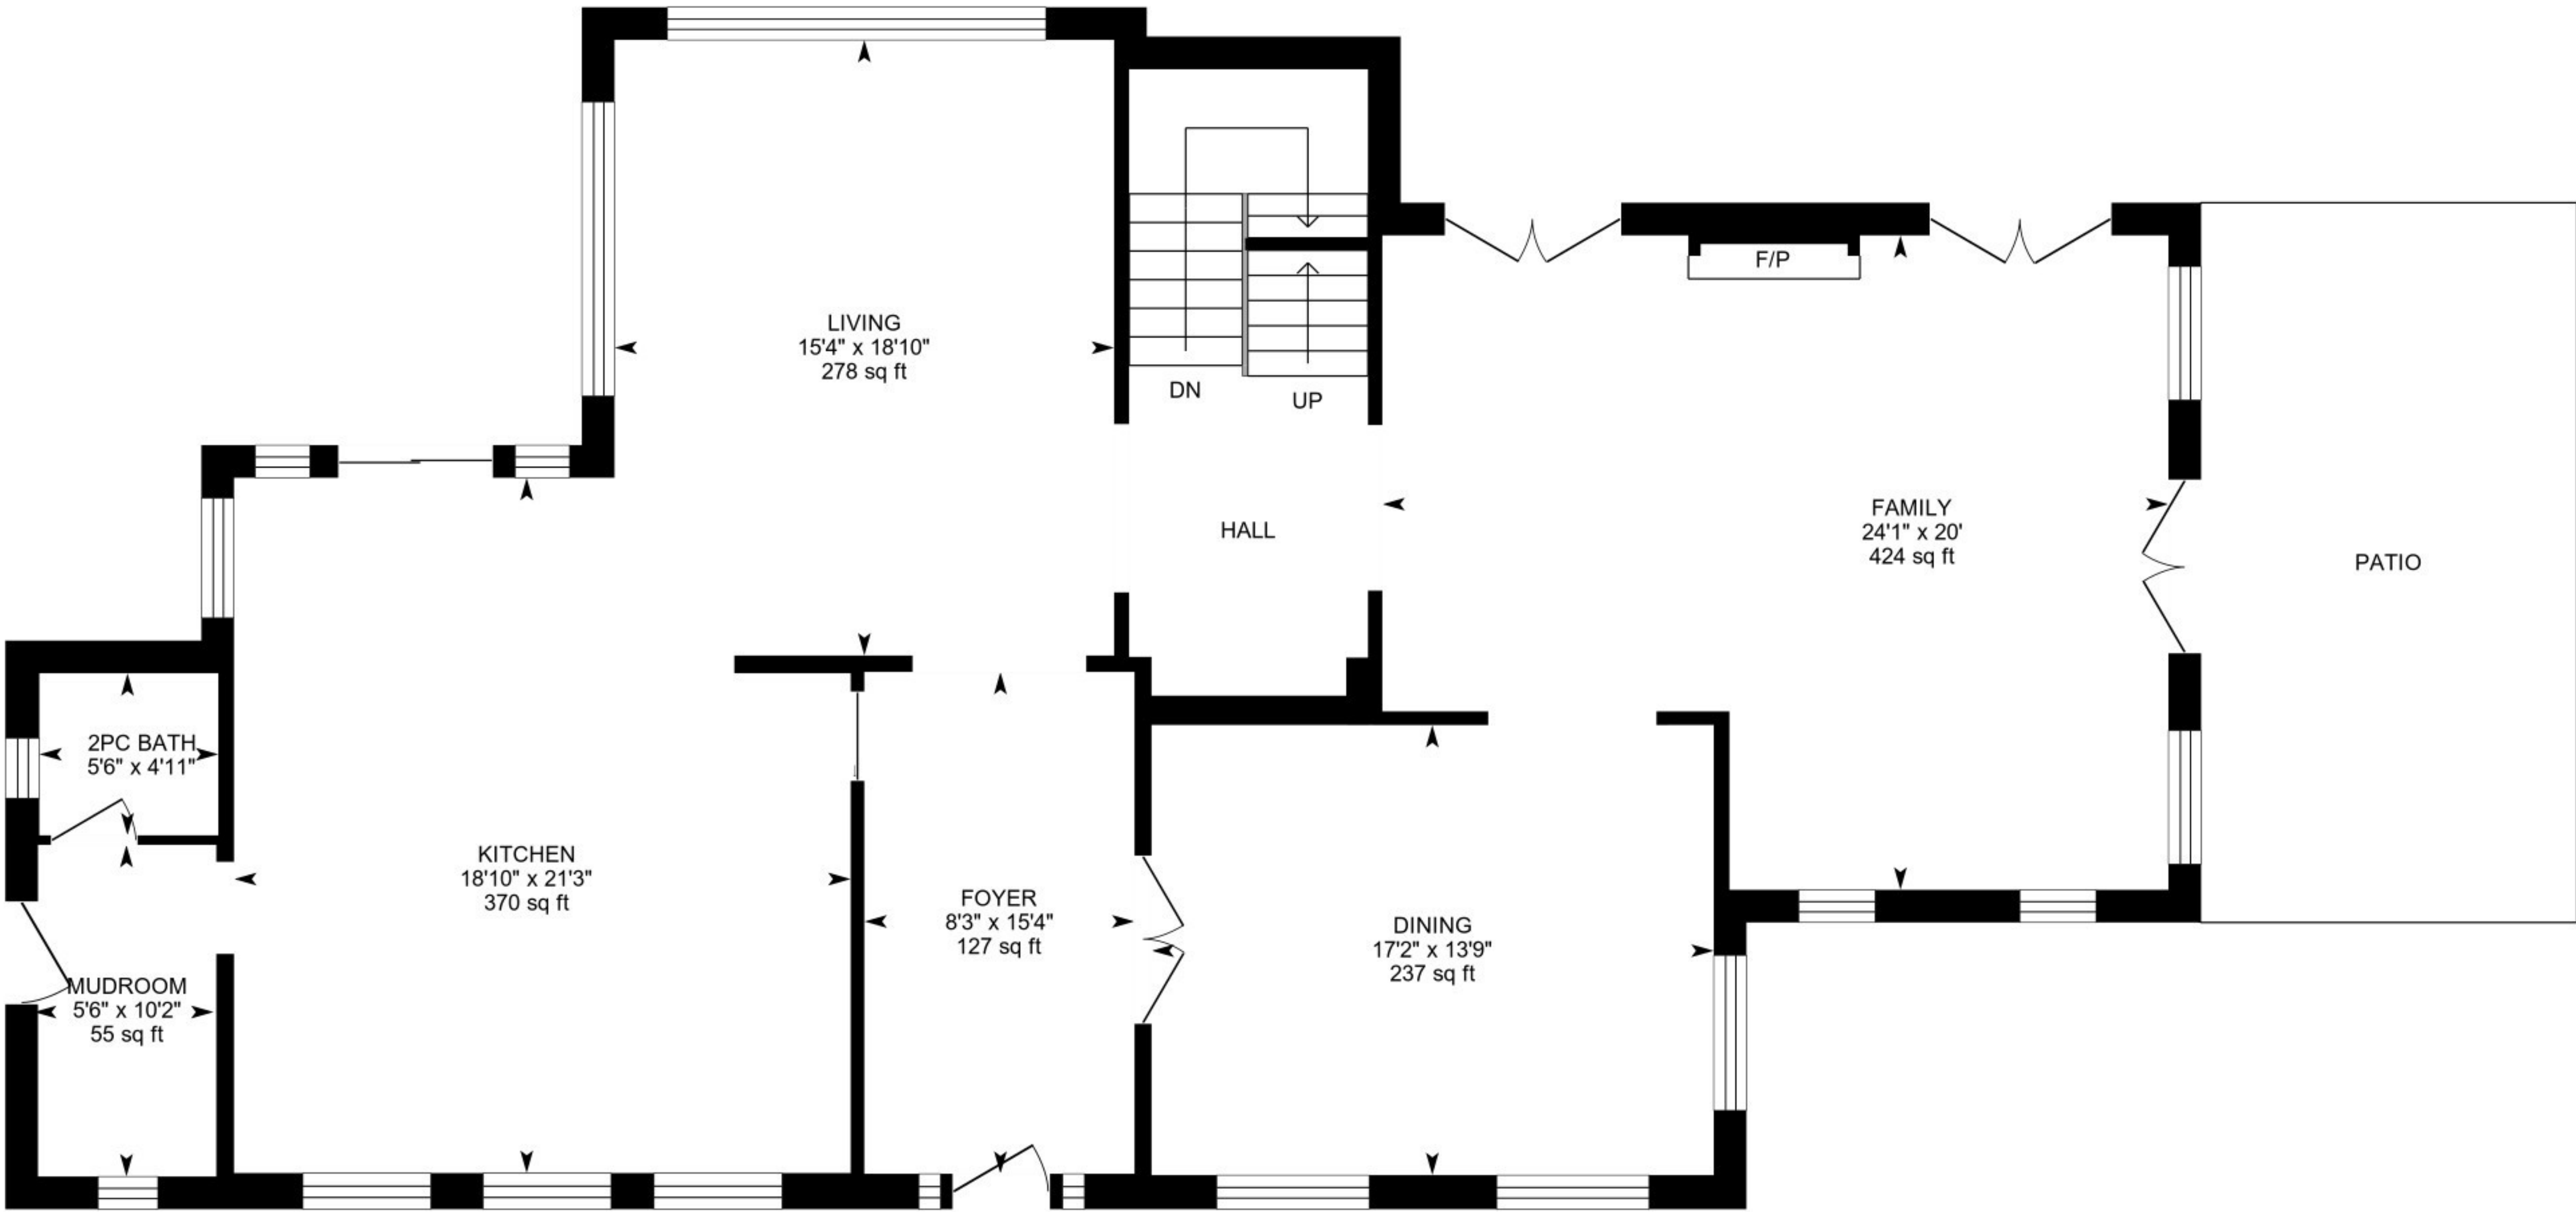 F/P
LIVING
15'4" x 18'10"
278 sq ft
DN
UP
HALL
FAMILY
24'1" x 20'
424 sq ft
PATIO
2PC BATH
5'6" x 4'11"
KITCHEN
18'10" x 21'3"
370 sq ft
FOYER
8'3" x 15'4"
127 sq ft
DINING
17'2" x 13'9"
237 sq ft
MUDROOM
5'6" x 10'2"
55 sq ft